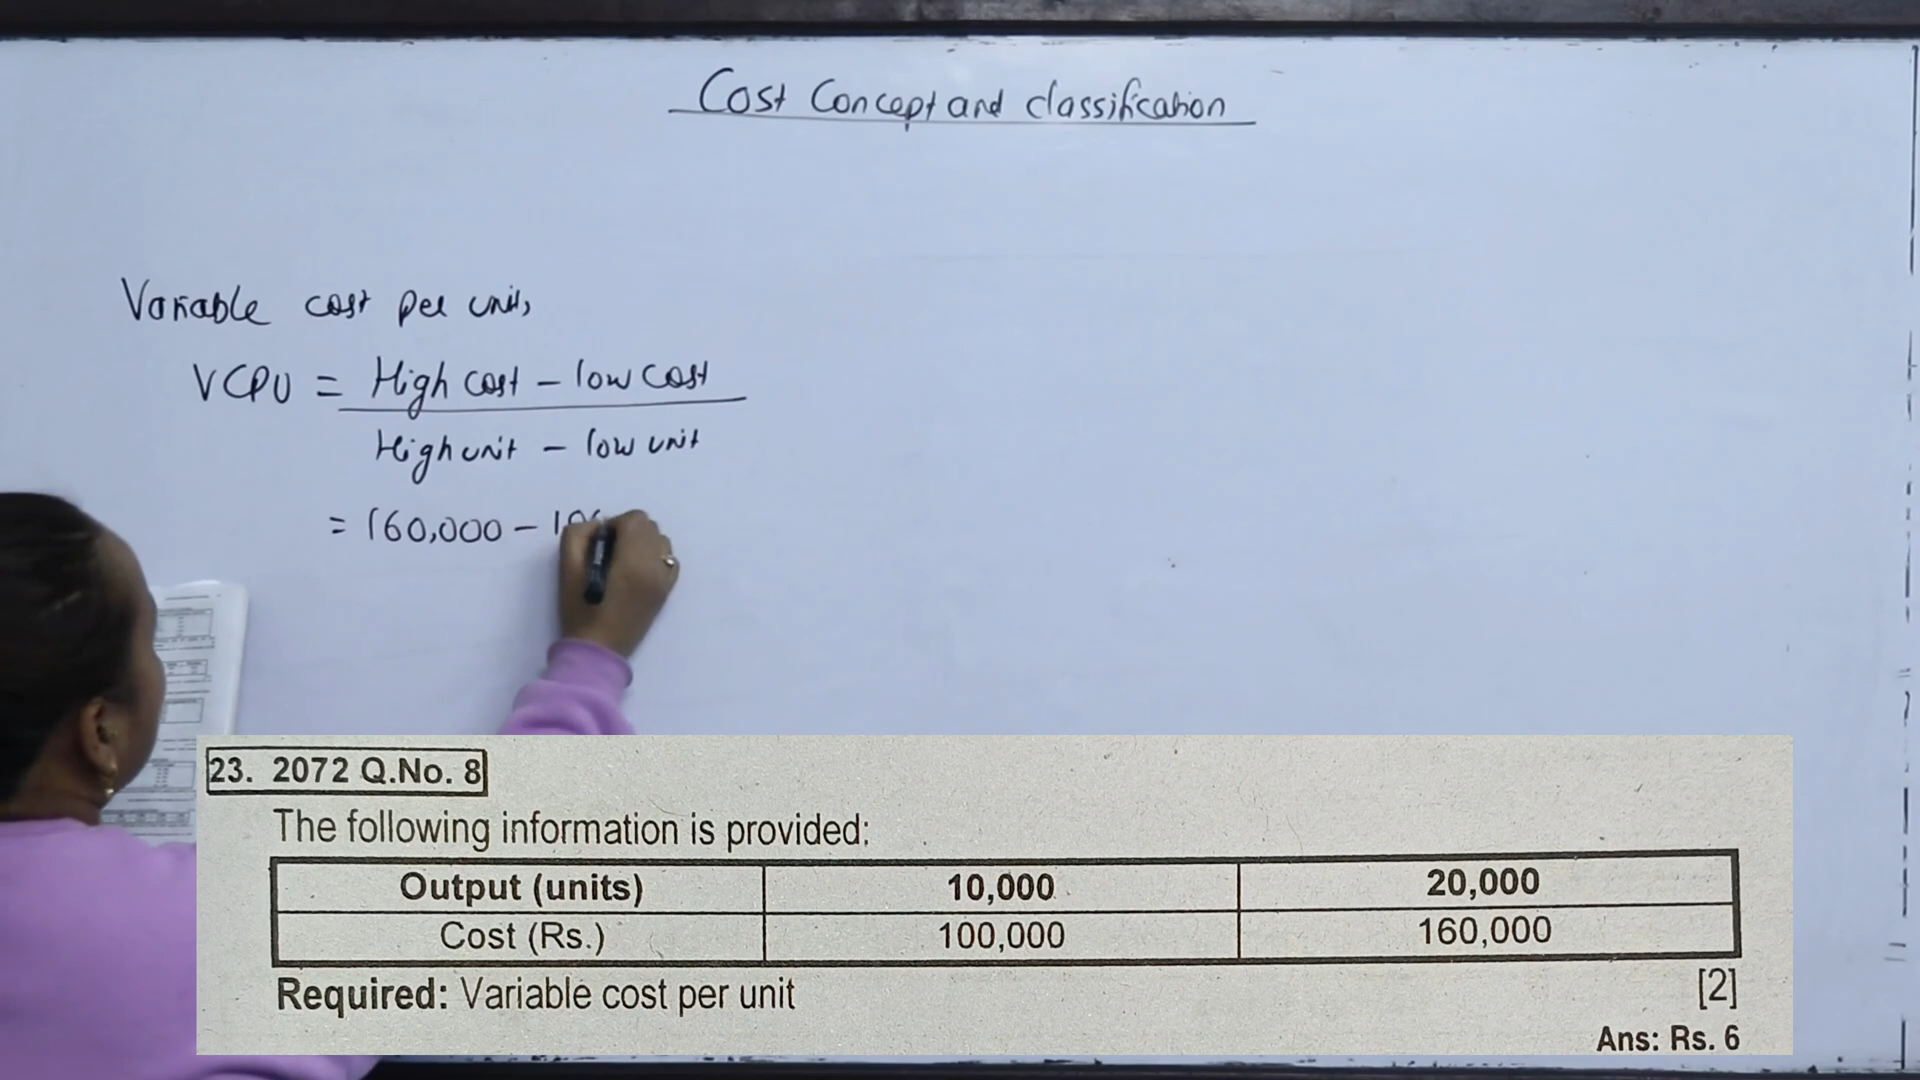 Cost Concept and classification
Variable cost per unit,
VCPU = High cost - low cost
High unit - low unit
= 160,000 - 10
23. 2072 Q.No. 8
The following information is provided:
Output (units) 10,000 20,000
Cost (Rs.) 100,000 160,000
Required: Variable cost per unit [2]
Ans: Rs. 6